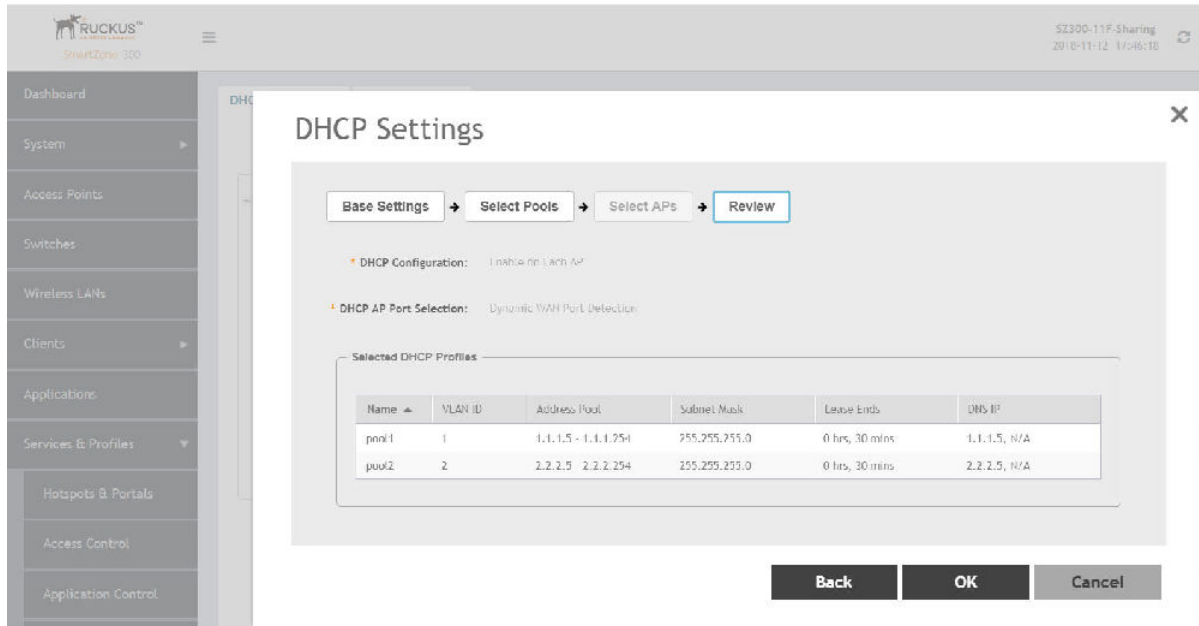 RUCKUS™
SmartZone 300
SZ300-11F-Sharing
2018-11-12 17:46:18
Dashboard
System
Access Points
Switches
Wireless LANs
Clients
Applications
Services & Profiles
Hotspots & Portals
Access Control
Application Control
DHC
DHCP Settings
Base Settings
Select Pools
Select APs
Review
* DHCP Configuration: Enable on Each AP
* DHCP AP Port Selection: Dynamic WAN Port Detection
Selected DHCP Profiles
Name VLAN ID Address Pool Subnet Mask Lease Ends DNS IP
pool1 1 1.1.1.5 - 1.1.1.254 255.255.255.0 0 hrs, 30 mins 1.1.1.5, N/A
pool2 2 2.2.2.5 - 2.2.2.254 255.255.255.0 0 hrs, 30 mins 2.2.2.5, N/A
Back
OK
Cancel